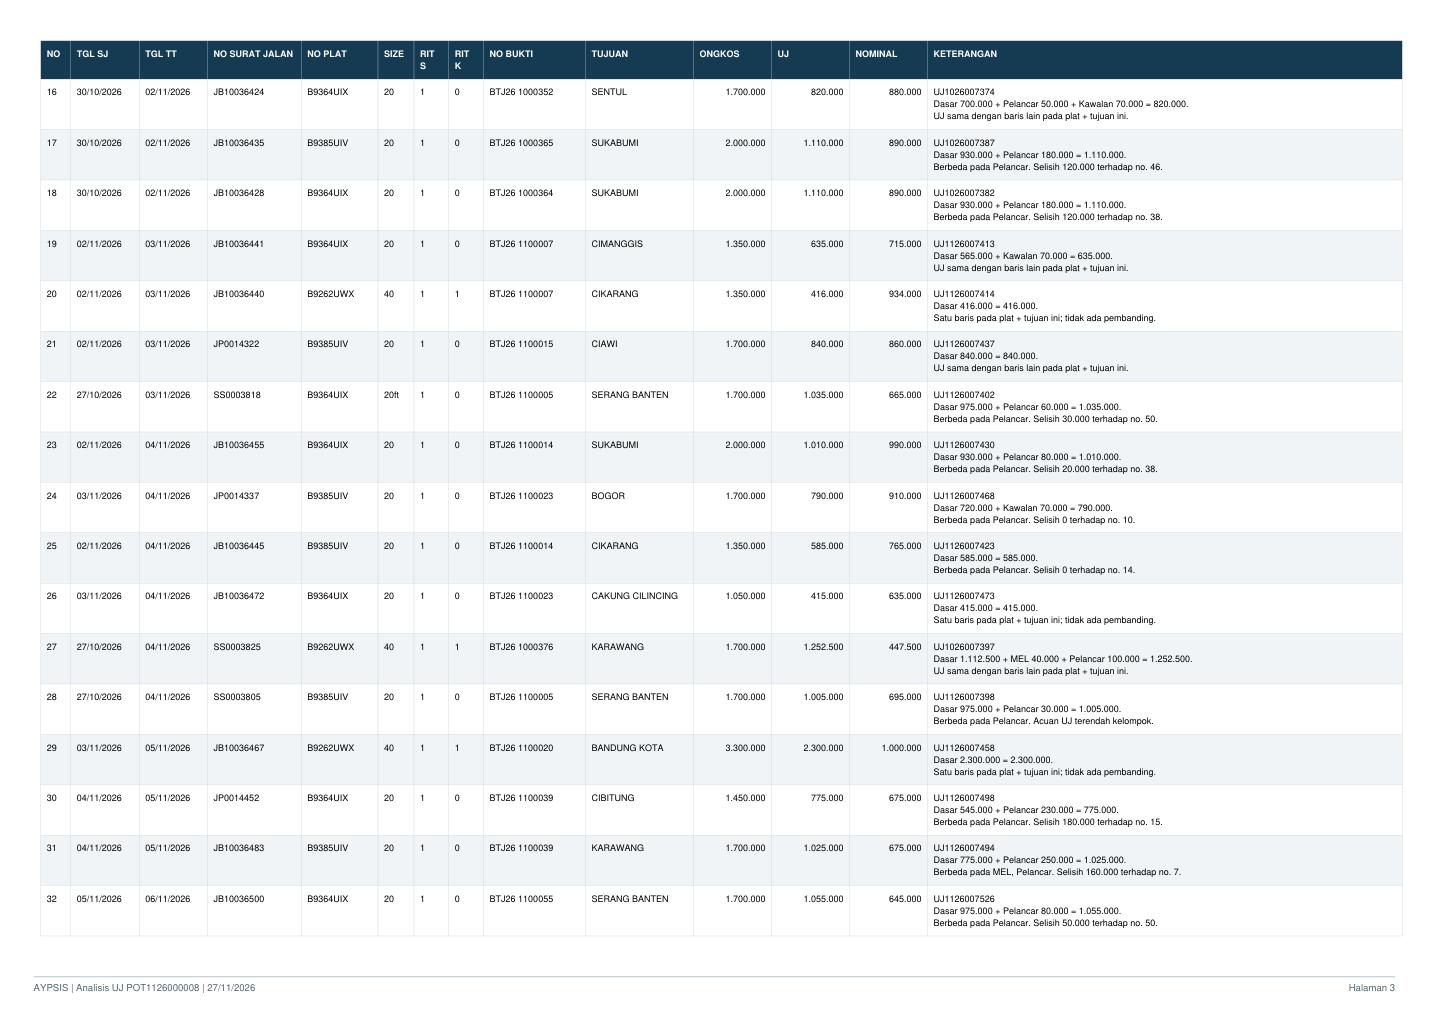 NO TGL SJ TGL TT NO SURAT JALAN NO PLAT SIZE RIT S RIT K NO BUKTI TUJUAN ONGKOS UJ NOMINAL KETERANGAN
16 30/10/2026 02/11/2026 JB10036424 B9364UIX 20 1 0 BTJ26 1000352 SENTUL 1.700.000 820.000 880.000 UJ1026007374
Dasar 700.000 + Pelancar 50.000 + Kawalan 70.000 = 820.000.
UJ sama dengan baris lain pada plat + tujuan ini.
17 30/10/2026 02/11/2026 JB10036435 B9385UIV 20 1 0 BTJ26 1000365 SUKABUMI 2.000.000 1.110.000 890.000 UJ1026007387
Dasar 930.000 + Pelancar 180.000 = 1.110.000.
Berbeda pada Pelancar. Selisih 120.000 terhadap no. 46.
18 30/10/2026 02/11/2026 JB10036428 B9364UIX 20 1 0 BTJ26 1000364 SUKABUMI 2.000.000 1.110.000 890.000 UJ1026007382
Dasar 930.000 + Pelancar 180.000 = 1.110.000.
Berbeda pada Pelancar. Selisih 120.000 terhadap no. 38.
19 02/11/2026 03/11/2026 JB10036441 B9364UIX 20 1 0 BTJ26 1100007 CIMANGGIS 1.350.000 635.000 715.000 UJ1126007413
Dasar 565.000 + Kawalan 70.000 = 635.000.
UJ sama dengan baris lain pada plat + tujuan ini.
20 02/11/2026 03/11/2026 JB10036440 B9262UWX 40 1 1 BTJ26 1100007 CIKARANG 1.350.000 416.000 934.000 UJ1126007414
Dasar 416.000 = 416.000.
Satu baris pada plat + tujuan ini; tidak ada pembanding.
21 02/11/2026 03/11/2026 JP0014322 B9385UIV 20 1 0 BTJ26 1100015 CIAWI 1.700.000 840.000 860.000 UJ1126007437
Dasar 840.000 = 840.000.
UJ sama dengan baris lain pada plat + tujuan ini.
22 27/10/2026 03/11/2026 SS0003818 B9364UIX 20ft 1 0 BTJ26 1100005 SERANG BANTEN 1.700.000 1.035.000 665.000 UJ1126007402
Dasar 975.000 + Pelancar 60.000 = 1.035.000.
Berbeda pada Pelancar. Selisih 30.000 terhadap no. 50.
23 02/11/2026 04/11/2026 JB10036455 B9364UIX 20 1 0 BTJ26 1100014 SUKABUMI 2.000.000 1.010.000 990.000 UJ1126007430
Dasar 930.000 + Pelancar 80.000 = 1.010.000.
Berbeda pada Pelancar. Selisih 20.000 terhadap no. 38.
24 03/11/2026 04/11/2026 JP0014337 B9385UIV 20 1 0 BTJ26 1100023 BOGOR 1.700.000 790.000 910.000 UJ1126007468
Dasar 720.000 + Kawalan 70.000 = 790.000.
Berbeda pada Pelancar. Selisih 0 terhadap no. 10.
25 02/11/2026 04/11/2026 JB10036445 B9385UIV 20 1 0 BTJ26 1100014 CIKARANG 1.350.000 585.000 765.000 UJ1126007423
Dasar 585.000 = 585.000.
Berbeda pada Pelancar. Selisih 0 terhadap no. 14.
26 03/11/2026 04/11/2026 JB10036472 B9364UIX 20 1 0 BTJ26 1100023 CAKUNG CILINCING 1.050.000 415.000 635.000 UJ1126007473
Dasar 415.000 = 415.000.
Satu baris pada plat + tujuan ini; tidak ada pembanding.
27 27/10/2026 04/11/2026 SS0003825 B9262UWX 40 1 1 BTJ26 1000376 KARAWANG 1.700.000 1.252.500 447.500 UJ1026007397
Dasar 1.112.500 + MEL 40.000 + Pelancar 100.000 = 1.252.500.
UJ sama dengan baris lain pada plat + tujuan ini.
28 27/10/2026 04/11/2026 SS0003805 B9385UIV 20 1 0 BTJ26 1100005 SERANG BANTEN 1.700.000 1.005.000 695.000 UJ1126007398
Dasar 975.000 + Pelancar 30.000 = 1.005.000.
Berbeda pada Pelancar. Acuan UJ terendah kelompok.
29 03/11/2026 05/11/2026 JB10036467 B9262UWX 40 1 1 BTJ26 1100020 BANDUNG KOTA 3.300.000 2.300.000 1.000.000 UJ1126007458
Dasar 2.300.000 = 2.300.000.
Satu baris pada plat + tujuan ini; tidak ada pembanding.
30 04/11/2026 05/11/2026 JP0014452 B9364UIX 20 1 0 BTJ26 1100039 CIBITUNG 1.450.000 775.000 675.000 UJ1126007498
Dasar 545.000 + Pelancar 230.000 = 775.000.
Berbeda pada Pelancar. Selisih 180.000 terhadap no. 15.
31 04/11/2026 05/11/2026 JB10036483 B9385UIV 20 1 0 BTJ26 1100039 KARAWANG 1.700.000 1.025.000 675.000 UJ1126007494
Dasar 775.000 + Pelancar 250.000 = 1.025.000.
Berbeda pada MEL, Pelancar. Selisih 160.000 terhadap no. 7.
32 05/11/2026 06/11/2026 JB10036500 B9364UIX 20 1 0 BTJ26 1100055 SERANG BANTEN 1.700.000 1.055.000 645.000 UJ1126007526
Dasar 975.000 + Pelancar 80.000 = 1.055.000.
Berbeda pada Pelancar. Selisih 50.000 terhadap no. 50.
AYPSIS | Analisis UJ POT1126000008 | 27/11/2026 Halaman 3